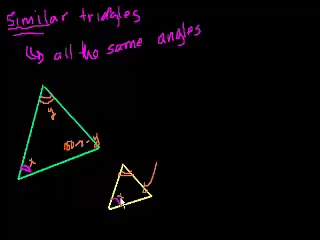 Similar triangles
↳ all the same angles
x
y
x